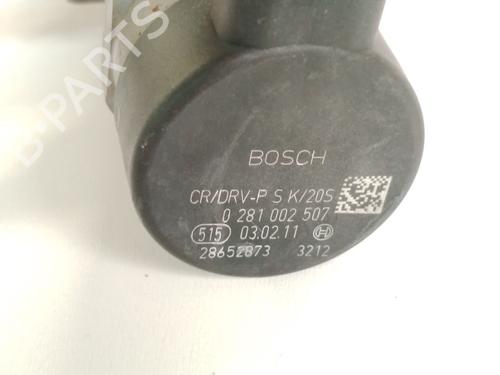 BOSCH
CR/DRV-P S K/20S
0 281 002 507
515 03.02.11
28652873 3212
B-PARTS